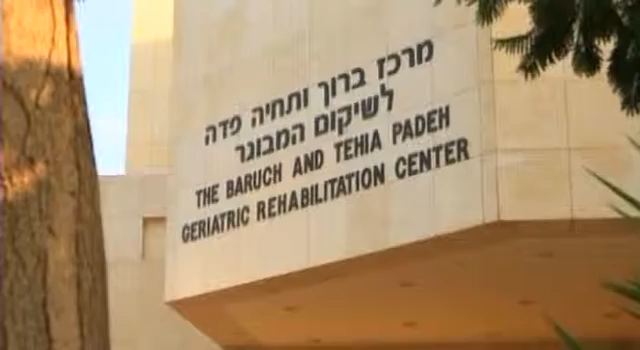 מרכז ברוך ותחיה פדה
לשיקום המבוגר
THE BARUCH AND TEHIA PADEH
GERIATRIC REHABILITATION CENTER